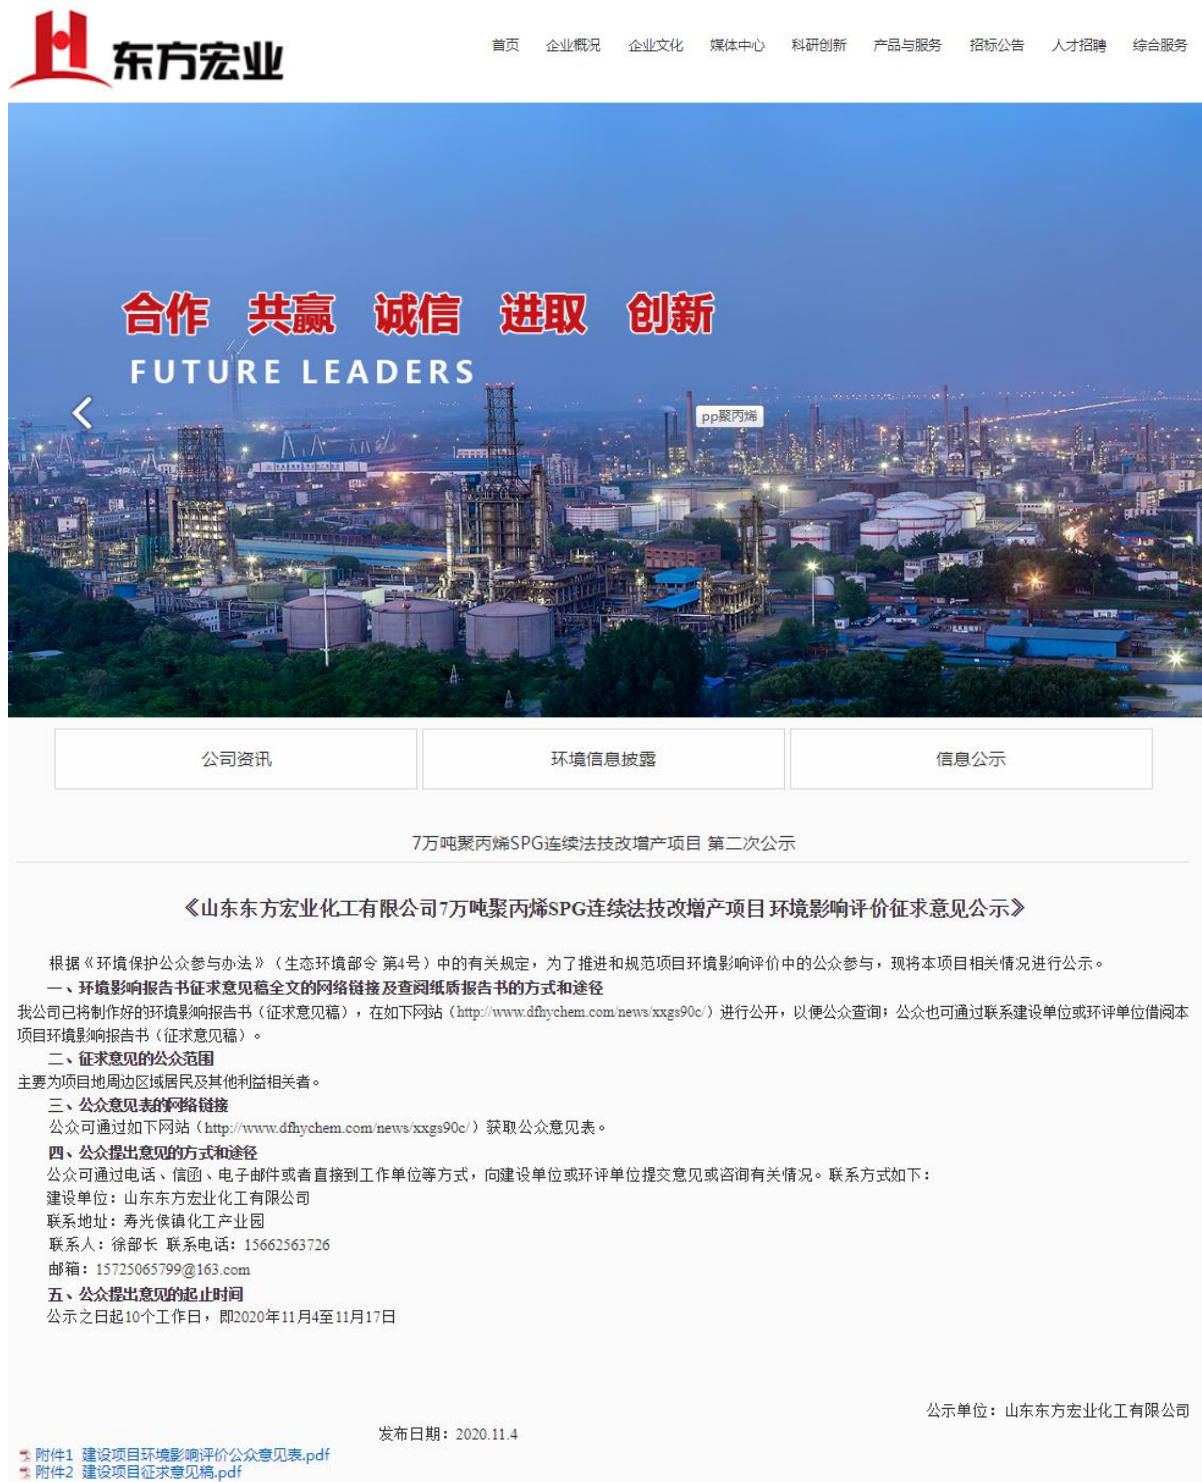 东方宏业
首页 企业概况 企业文化 媒体中心 科研创新 产品与服务 招标公告 人才招聘 综合服务
合作 共赢 诚信 进取 创新
FUTURE LEADERS
pp聚丙烯
公司资讯 环境信息披露 信息公示
7万吨聚丙烯SPG连续法技改增产项目 第二次公示
《山东东方宏业化工有限公司7万吨聚丙烯SPG连续法技改增产项目 环境影响评价征求意见公示》
根据《环境保护公众参与办法》（生态环境部令 第4号）中的有关规定，为了推进和规范项目环境影响评价中的公众参与，现将本项目相关情况进行公示。
一、环境影响报告书征求意见稿全文的网络链接及查阅纸质报告书的方式和途径
我公司已将制作好的环境影响报告书（征求意见稿），在如下网站（http://www.dfhychem.com/news/xxgs90c/）进行公开，以便公众查询；公众也可通过联系建设单位或环评单位借阅本
项目环境影响报告书（征求意见稿）。
二、征求意见的公众范围
主要为项目地周边区域居民及其他利益相关者。
三、公众意见表的网络链接
公众可通过如下网站（http://www.dfhychem.com/news/xxgs90c/）获取公众意见表。
四、公众提出意见的方式和途径
公众可通过电话、信函、电子邮件或者直接到工作单位等方式，向建设单位或环评单位提交意见或咨询有关情况。联系方式如下：
建设单位：山东东方宏业化工有限公司
联系地址：寿光侯镇化工产业园
联系人：徐部长 联系电话：15662563726
邮箱：15725065799@163.com
五、公众提出意见的起止时间
公示之日起10个工作日，即2020年11月4至11月17日
公示单位：山东东方宏业化工有限公司
发布日期：2020.11.4
附件1 建设项目环境影响评价公众意见表.pdf
附件2 建设项目征求意见稿.pdf